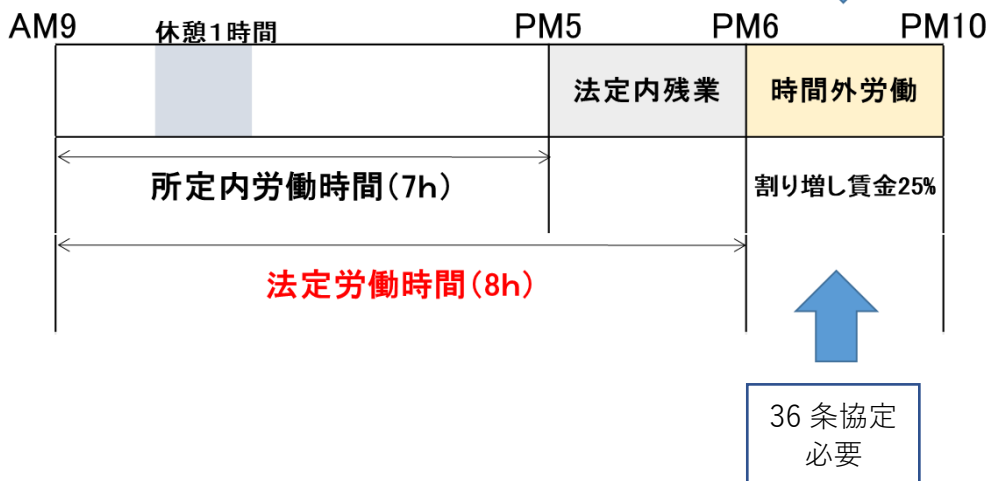 AM9
休憩1時間
PM5
PM6
PM10
法定内残業
時間外労働
所定内労働時間(7h)
割り増し賃金25%
法定労働時間(8h)
36 条協定
必要